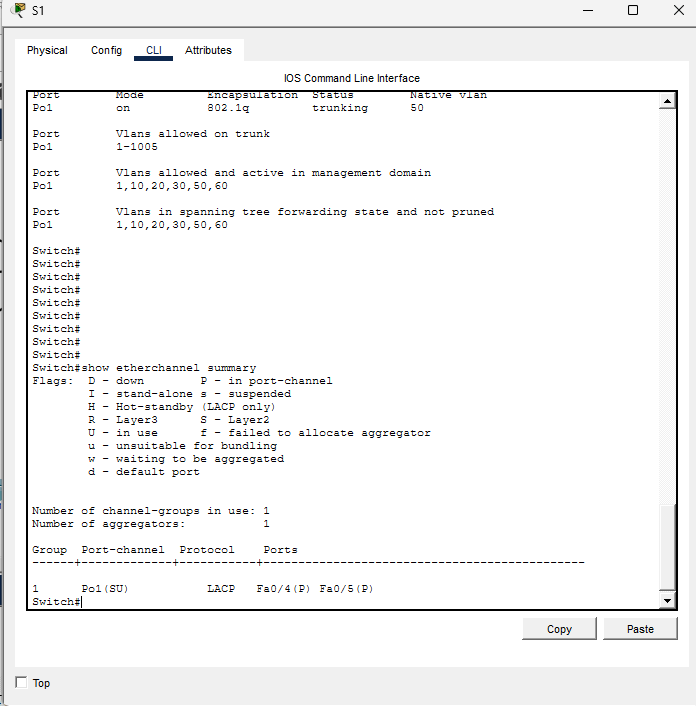 S1
Physical Config CLI Attributes
IOS Command Line Interface
Port Mode Encapsulation Status Native vlan
Po1 on 802.1q trunking 50
Port Vlans allowed on trunk
Po1 1-1005
Port Vlans allowed and active in management domain
Po1 1,10,20,30,50,60
Port Vlans in spanning tree forwarding state and not pruned
Po1 1,10,20,30,50,60
Switch#
Switch#
Switch#
Switch#
Switch#
Switch#
Switch#
Switch#
Switch#
Switch#show etherchannel summary
Flags: D - down P - in port-channel
I - stand-alone s - suspended
H - Hot-standby (LACP only)
R - Layer3 S - Layer2
U - in use f - failed to allocate aggregator
u - unsuitable for bundling
w - waiting to be aggregated
d - default port
Number of channel-groups in use: 1
Number of aggregators: 1
Group Port-channel Protocol Ports
------+-------------+-----------+----------------------------------------------
1 Po1(SU) LACP Fa0/4(P) Fa0/5(P)
Switch#
Copy Paste
Top